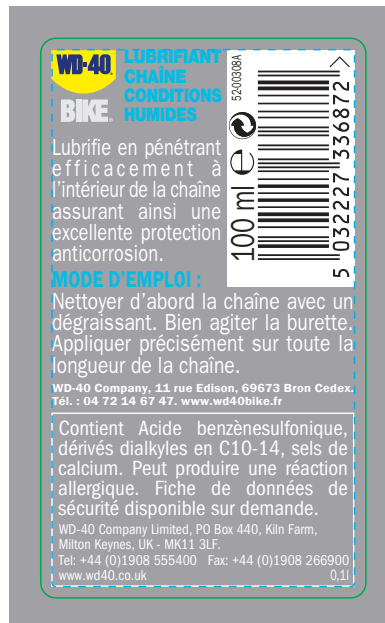 WD-40®
BIKE®
LUBRIFIANT
CHAÎNE
CONDITIONS
HUMIDES
Lubrifie en pénétrant
efficacement à
l'intérieur de la chaîne
assurant ainsi une
excellente protection
anticorrosion.
52-00308A
100 ml e
5 032227 336872 >
MODE D'EMPLOI :
Nettoyer d'abord la chaîne avec un
dégraissant. Bien agiter la burette.
Appliquer précisément sur toute la
longueur de la chaîne.
WD-40 Company, 11 rue Edison, 69673 Bron Cedex.
Tél. : 04 72 14 67 47. www.wd40bike.fr
Contient Acide benzènesulfonique,
dérivés dialkyles en C10-14, sels de
calcium. Peut produire une réaction
allergique. Fiche de données de
sécurité disponible sur demande.
WD-40 Company Limited, PO Box 440, Kiln Farm,
Milton Keynes, UK - MK11 3LF.
Tel: +44 (0)1908 555400 Fax: +44 (0)1908 266900
www.wd40.co.uk 0,1l